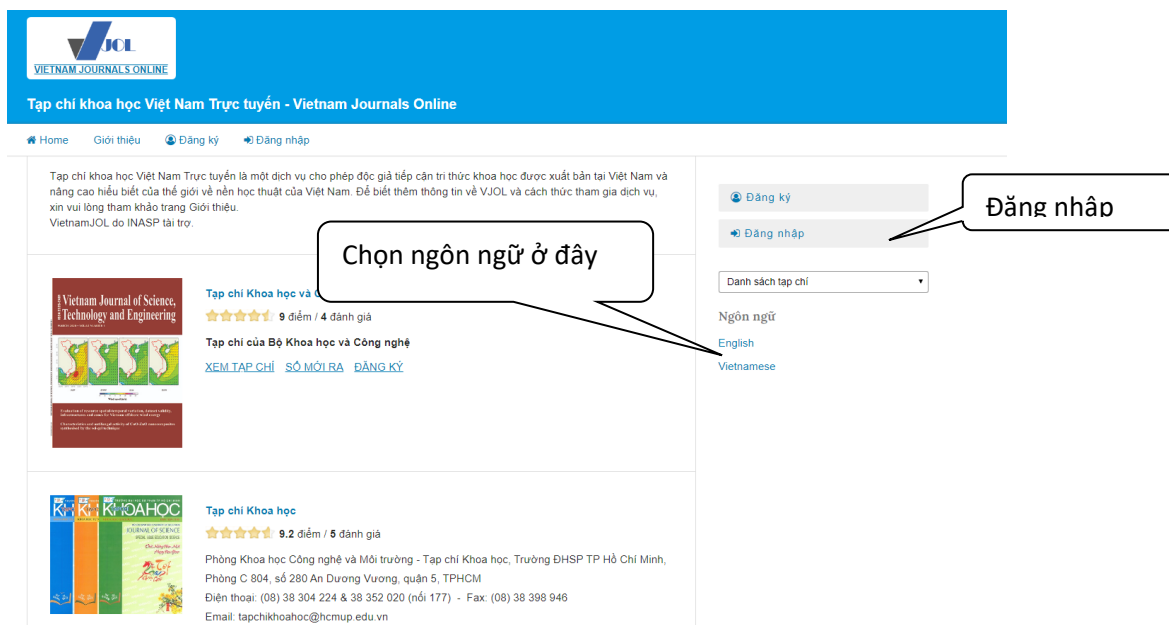 JOL
VIETNAM JOURNALS ONLINE
Tạp chí khoa học Việt Nam Trực tuyến - Vietnam Journals Online
Home Giới thiệu Đăng ký Đăng nhập
Tạp chí khoa học Việt Nam Trực tuyến là một dịch vụ cho phép độc giả tiếp cận tri thức khoa học được xuất bản tại Việt Nam và
nâng cao hiểu biết của thế giới về nền học thuật của Việt Nam. Để biết thêm thông tin về VJOL và cách thức tham gia dịch vụ,
xin vui lòng tham khảo trang Giới thiệu.
VietnamJOL do INASP tài trợ.
Đăng ký
Đăng nhập
Đăng nhập
Chọn ngôn ngữ ở đây
Danh sách tạp chí
Ngôn ngữ
English
Vietnamese
Vietnam Journal of Science,
Technology and Engineering
Tạp chí Khoa học và
9 điểm / 4 đánh giá
Tạp chí của Bộ Khoa học và Công nghệ
XEM TẠP CHÍ SỐ MỚI RA ĐĂNG KÝ
KH KH KHOAHỌC
JOURNAL OF SCIENCE
Tạp chí Khoa học
9.2 điểm / 5 đánh giá
Phòng Khoa học Công nghệ và Môi trường - Tạp chí Khoa học, Trường ĐHSP TP Hồ Chí Minh,
Phòng C 804, số 280 An Dương Vương, quận 5, TPHCM
Điện thoại: (08) 38 304 224 & 38 352 020 (nối 177) - Fax: (08) 38 398 946
Email: tapchikhoahoc@hcmup.edu.vn